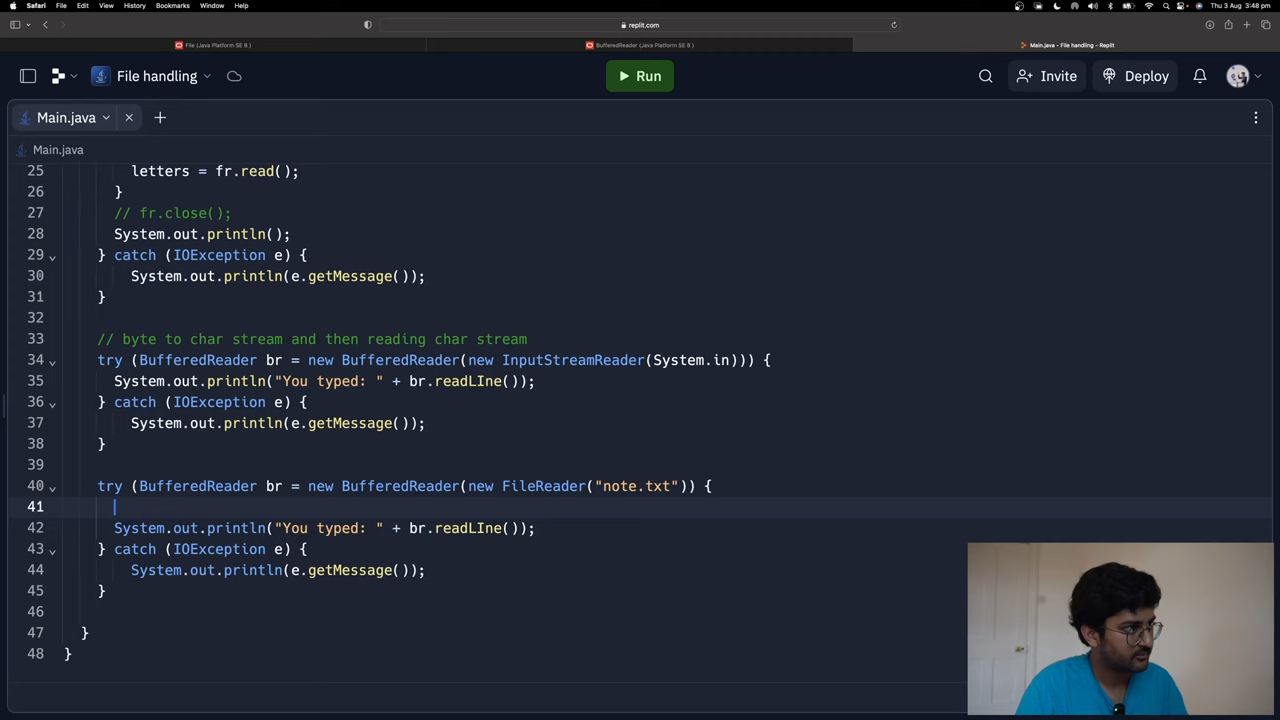 Safari File Edit View History Bookmarks Window Help Thu 3 Aug 3:48 pm
replit.com
File (Java Platform SE 8 ) BufferedReader (Java Platform SE 8 ) Main.java - File handling - Replit
File handling Run Invite Deploy
Main.java
Main.java
25 letters = fr.read();
26 }
27 // fr.close();
28 System.out.println();
29 } catch (IOException e) {
30 System.out.println(e.getMessage());
31 }
32
33 // byte to char stream and then reading char stream
34 try (BufferedReader br = new BufferedReader(new InputStreamReader(System.in))) {
35 System.out.println("You typed: " + br.readLIne());
36 } catch (IOException e) {
37 System.out.println(e.getMessage());
38 }
39
40 try (BufferedReader br = new BufferedReader(new FileReader("note.txt")) {
41
42 System.out.println("You typed: " + br.readLIne());
43 } catch (IOException e) {
44 System.out.println(e.getMessage());
45 }
46
47 }
48 }